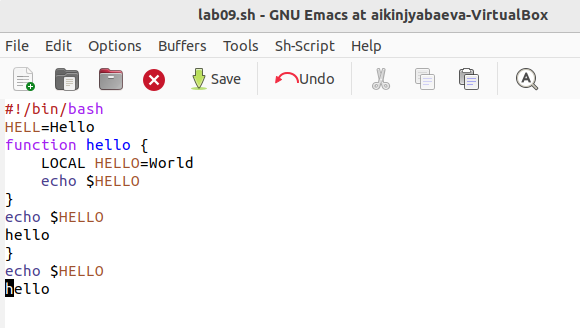 lab09.sh - GNU Emacs at aikinjyabaeva-VirtualBox
File Edit Options Buffers Tools Sh-Script Help
Save Undo
#!/bin/bash
HELL=Hello
function hello {
    LOCAL HELLO=World
    echo $HELLO
}
echo $HELLO
hello
}
echo $HELLO
hello